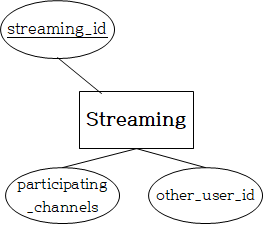 streaming_id
Streaming
participating
_channels
other_user_id